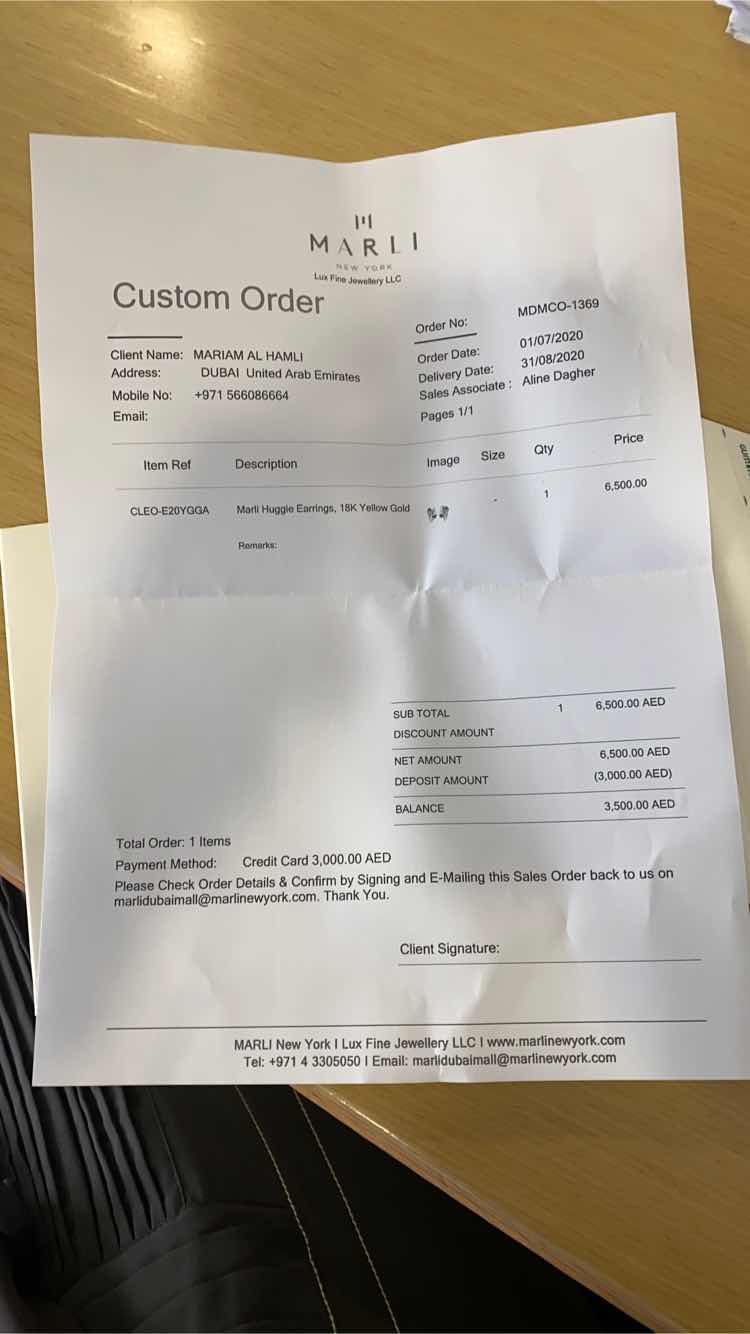 MARLI
NEW YORK
Lux Fine Jewellery LLC
Custom Order
Order No: MDMCO-1369
Client Name: MARIAM AL HAMLI
Order Date: 01/07/2020
Address: DUBAI United Arab Emirates
Delivery Date: 31/08/2020
Mobile No: +971 566086664
Sales Associate : Aline Dagher
Email:
Pages 1/1
Item Ref Description Image Size Qty Price
CLEO-E20YGGA Marli Huggie Earrings, 18K Yellow Gold - 1 6,500.00
Remarks:
SUB TOTAL 1 6,500.00 AED
DISCOUNT AMOUNT
NET AMOUNT 6,500.00 AED
DEPOSIT AMOUNT (3,000.00 AED)
BALANCE 3,500.00 AED
Total Order: 1 Items
Payment Method: Credit Card 3,000.00 AED
Please Check Order Details & Confirm by Signing and E-Mailing this Sales Order back to us on
marlidubaimall@marlinewyork.com. Thank You.
Client Signature:
MARLI New York I Lux Fine Jewellery LLC I www.marlinewyork.com
Tel: +971 4 3305050 I Email: marlidubaimall@marlinewyork.com